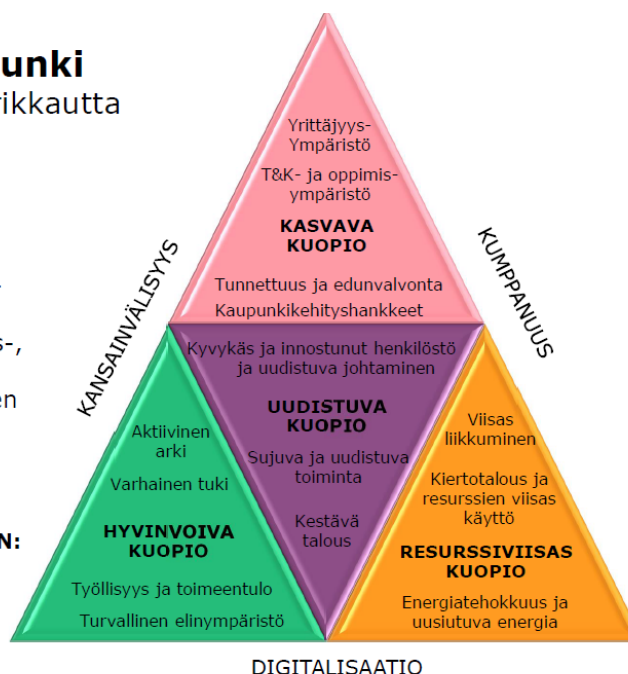 unki
rikkautta
s-,
en
N:
Yrittäjyys-
Ympäristö
T&K- ja oppimis-
ympäristö
KASVAVA
KUOPIO
Tunnettuus ja edunvalvonta
Kaupunkikehityshankkeet
KANSAINVÄLISYYS
KUMPPANUUS
Kyvykäs ja innostunut henkilöstö
ja uudistuva johtaminen
UUDISTUVA
KUOPIO
Sujuva ja uudistuva
toiminta
Kestävä
talous
Aktiivinen
arki
Varhainen tuki
HYVINVOIVA
KUOPIO
Työllisyys ja toimeentulo
Turvallinen elinympäristö
Viisas
liikkuminen
Kiertotalous ja
resurssien viisas
käyttö
RESURSSIVIISAS
KUOPIO
Energiatehokkuus ja
uusiutuva energia
DIGITALISAATIO